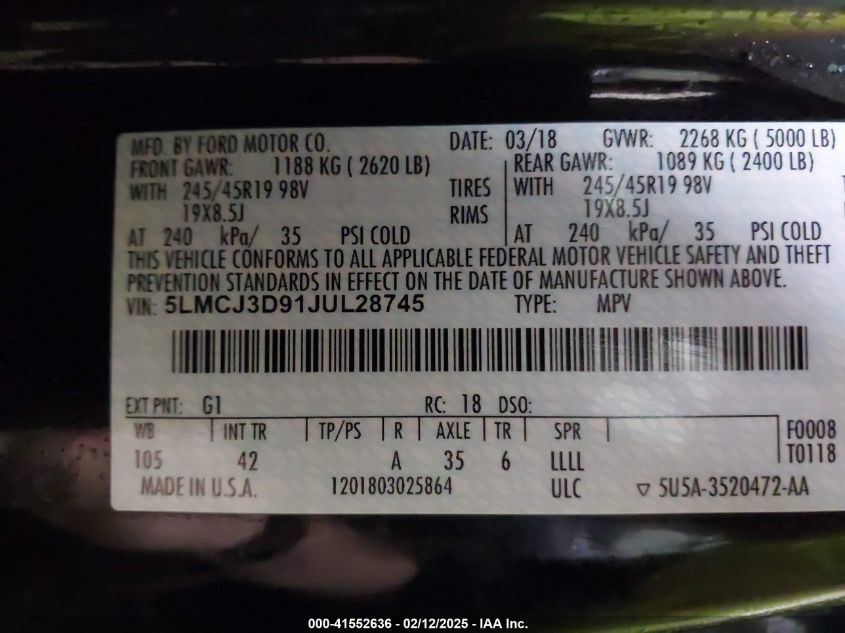 MFD. BY FORD MOTOR CO. DATE: 03/18 GVWR: 2268 KG ( 5000 LB)
FRONT GAWR: 1188 KG ( 2620 LB) REAR GAWR: 1089 KG ( 2400 LB)
WITH 245/45R19 98V TIRES WITH 245/45R19 98V
19X8.5J RIMS 19X8.5J
AT 240 kPa/ 35 PSI COLD AT 240 kPa/ 35 PSI COLD
THIS VEHICLE CONFORMS TO ALL APPLICABLE FEDERAL MOTOR VEHICLE SAFETY AND THEFT
PREVENTION STANDARDS IN EFFECT ON THE DATE OF MANUFACTURE SHOWN ABOVE.
VIN: 5LMCJ3D91JUL28745 TYPE: MPV
EXT PNT: G1 RC: 18 DSO:
WB | INT TR | TP/PS | R | AXLE | TR | SPR | F0008
105 42 A 35 6 LLLL T0118
MADE IN U.S.A. 1201803025864 ULC ▽ 5U5A-3520472-AA
000-41552636 - 02/12/2025 - IAA Inc.